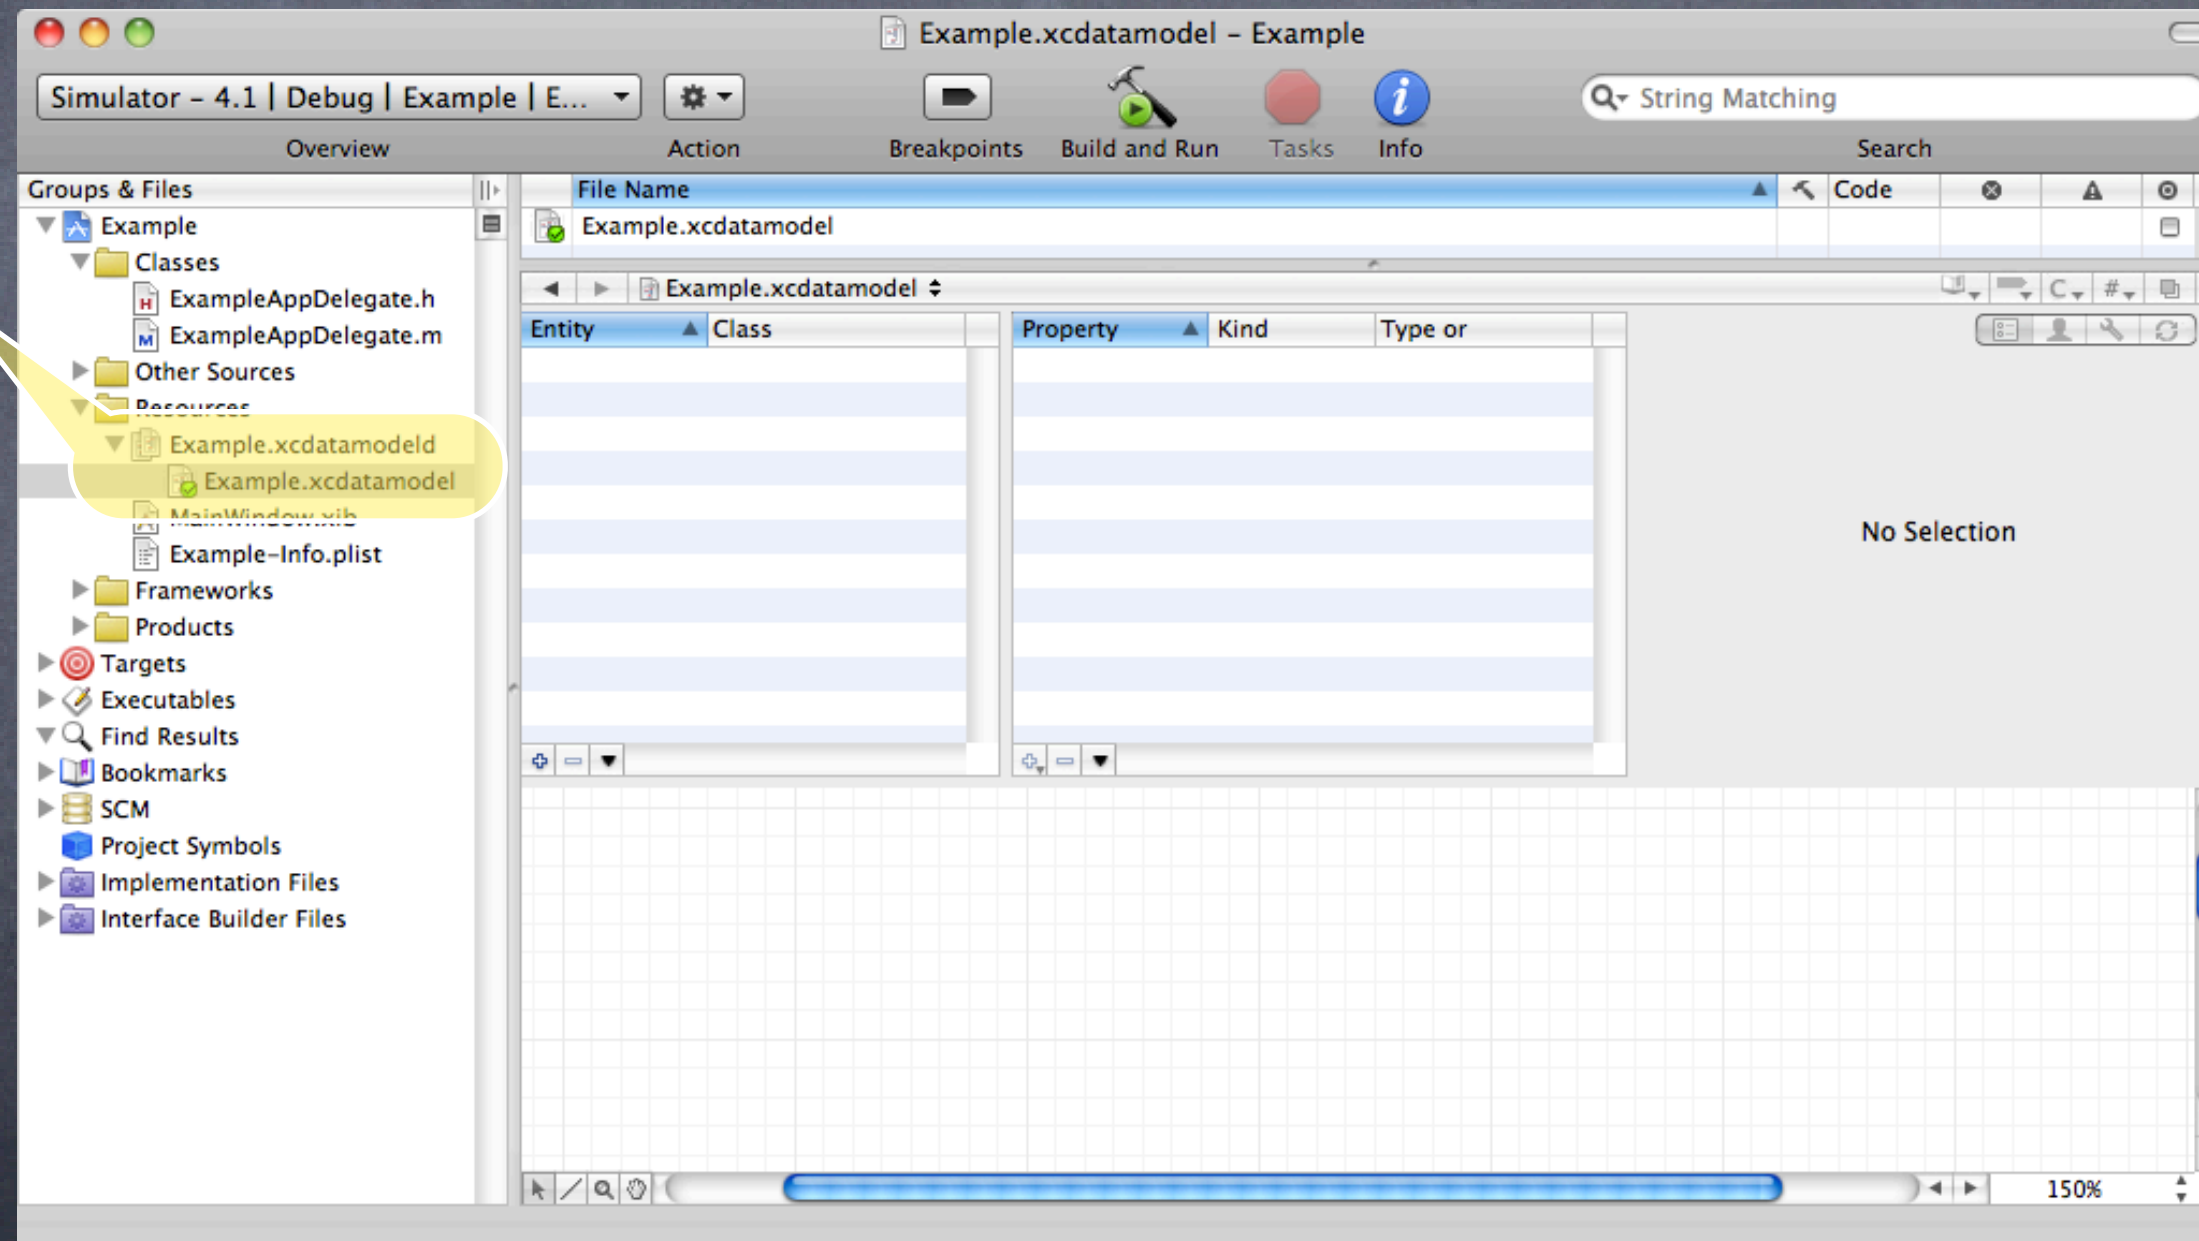 Example.xcdatamodel – Example
Simulator – 4.1 | Debug | Example | E...
String Matching
Overview
Action
Breakpoints
Build and Run
Tasks
Info
Search
Groups & Files
File Name
Code
Example
Example.xcdatamodel
Classes
ExampleAppDelegate.h
Example.xcdatamodel
C
#
ExampleAppDelegate.m
Entity
Class
Property
Kind
Type or
Other Sources
Resources
Example.xcdatamodeld
Example.xcdatamodel
MainWindow.xib
Example-Info.plist
No Selection
Frameworks
Products
Targets
Executables
Find Results
Bookmarks
SCM
Project Symbols
Implementation Files
Interface Builder Files
150%